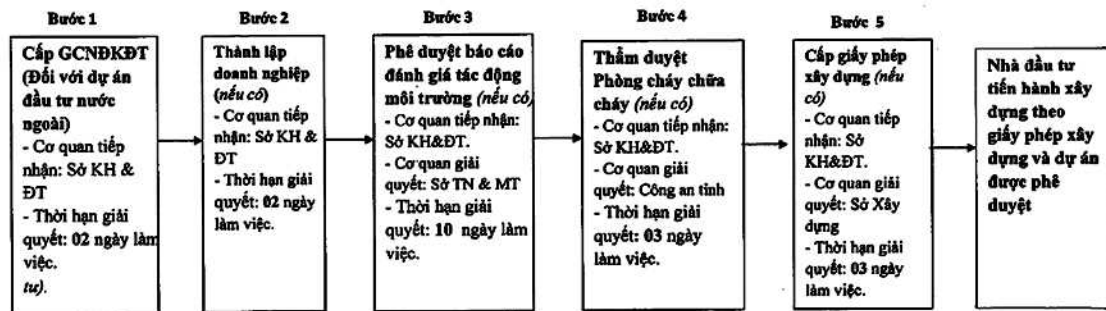 Bước 1
Cấp GCNĐKĐT
(Đối với dự án
đầu tư nước
ngoài)
- Cơ quan tiếp
nhận: Sở KH &
ĐT
- Thời hạn giải
quyết: 02 ngày làm
việc.
tư).
Bước 2
Thành lập
doanh nghiệp
(nếu có)
- Cơ quan tiếp
nhận: Sở KH &
ĐT
- Thời hạn giải
quyết: 02 ngày
làm việc.
Bước 3
Phê duyệt báo cáo
đánh giá tác động
môi trường (nếu có)
- Cơ quan tiếp nhận:
Sở KH&ĐT.
- Cơ quan giải
quyết: Sở TN & MT
- Thời hạn giải
quyết: 10 ngày làm
việc.
Bước 4
Thẩm duyệt
Phòng cháy chữa
cháy (nếu có)
- Cơ quan tiếp nhận:
Sở KH&ĐT.
- Cơ quan giải
quyết: Công an tỉnh
- Thời hạn giải
quyết: 03 ngày
làm việc.
Bước 5
Cấp giấy phép
xây dựng (nếu
có)
- Cơ quan tiếp
nhận: Sở
KH&ĐT.
- Cơ quan giải
quyết: Sở Xây
dựng
- Thời hạn giải
quyết: 03 ngày
làm việc.
Nhà đầu tư
tiến hành xây
dựng theo
giấy phép xây
dựng và dự án
được phê
duyệt